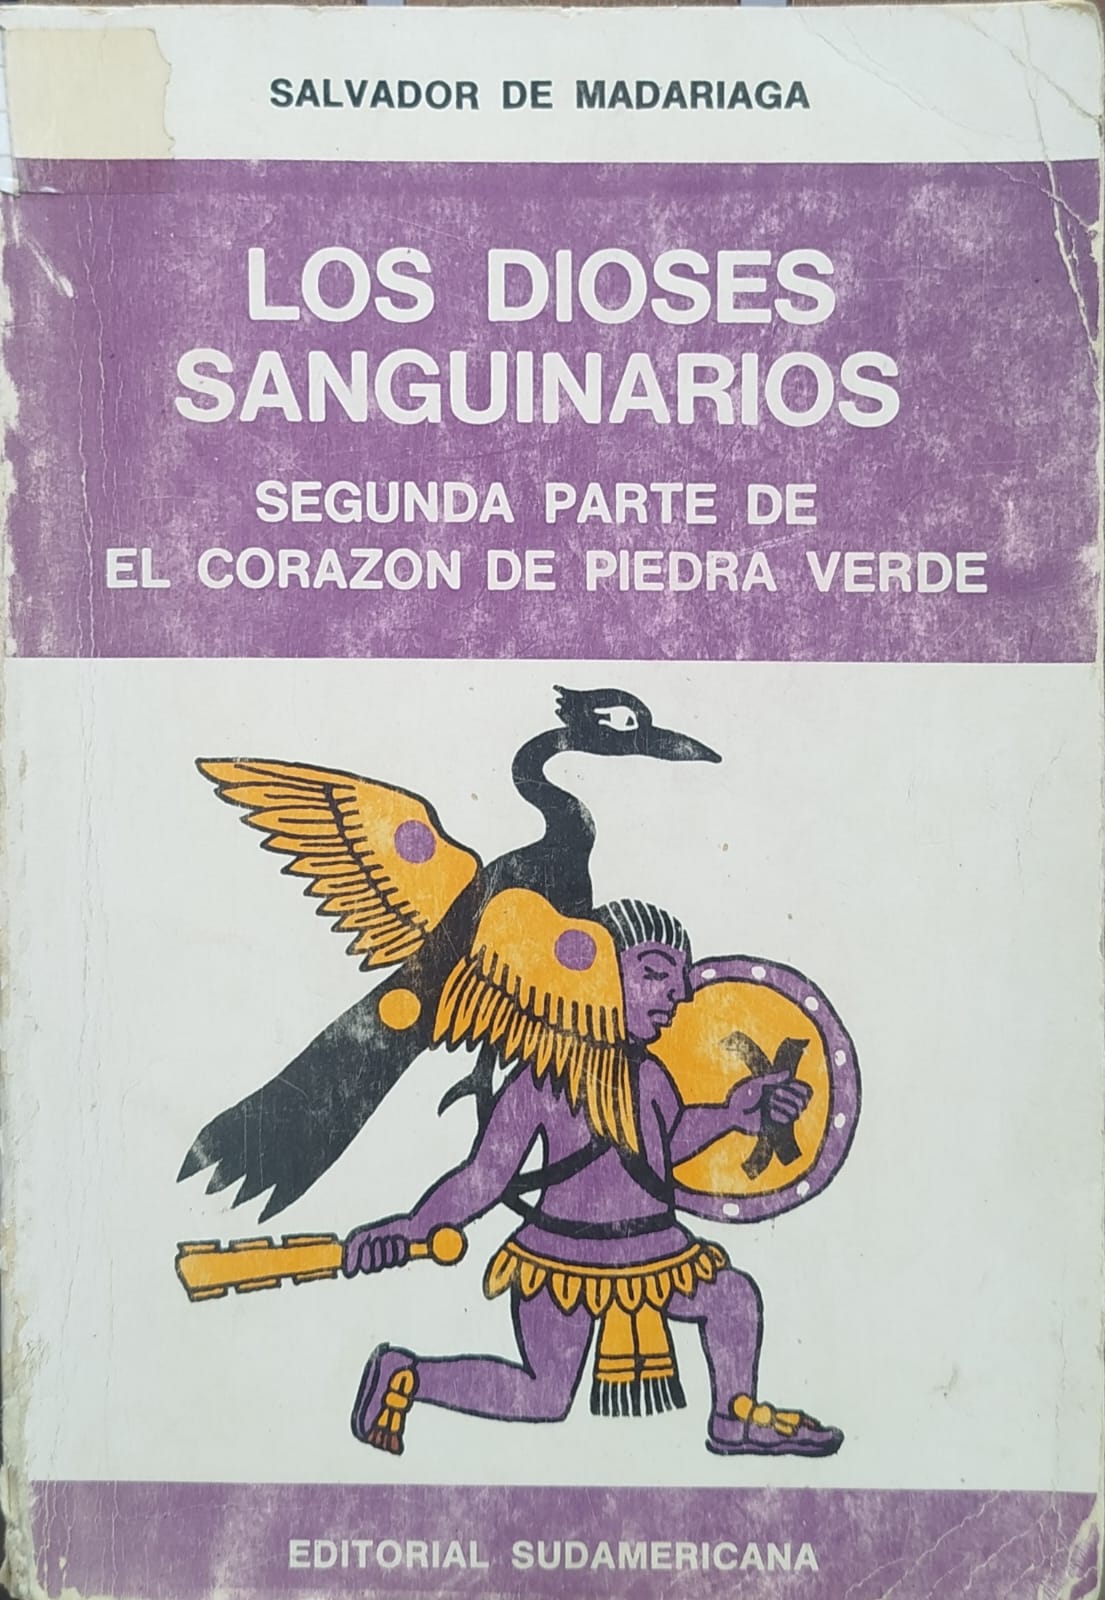 SALVADOR DE MADARIAGA
LOS DIOSES
SANGUINARIOS
SEGUNDA PARTE DE
EL CORAZON DE PIEDRA VERDE
EDITORIAL SUDAMERICANA